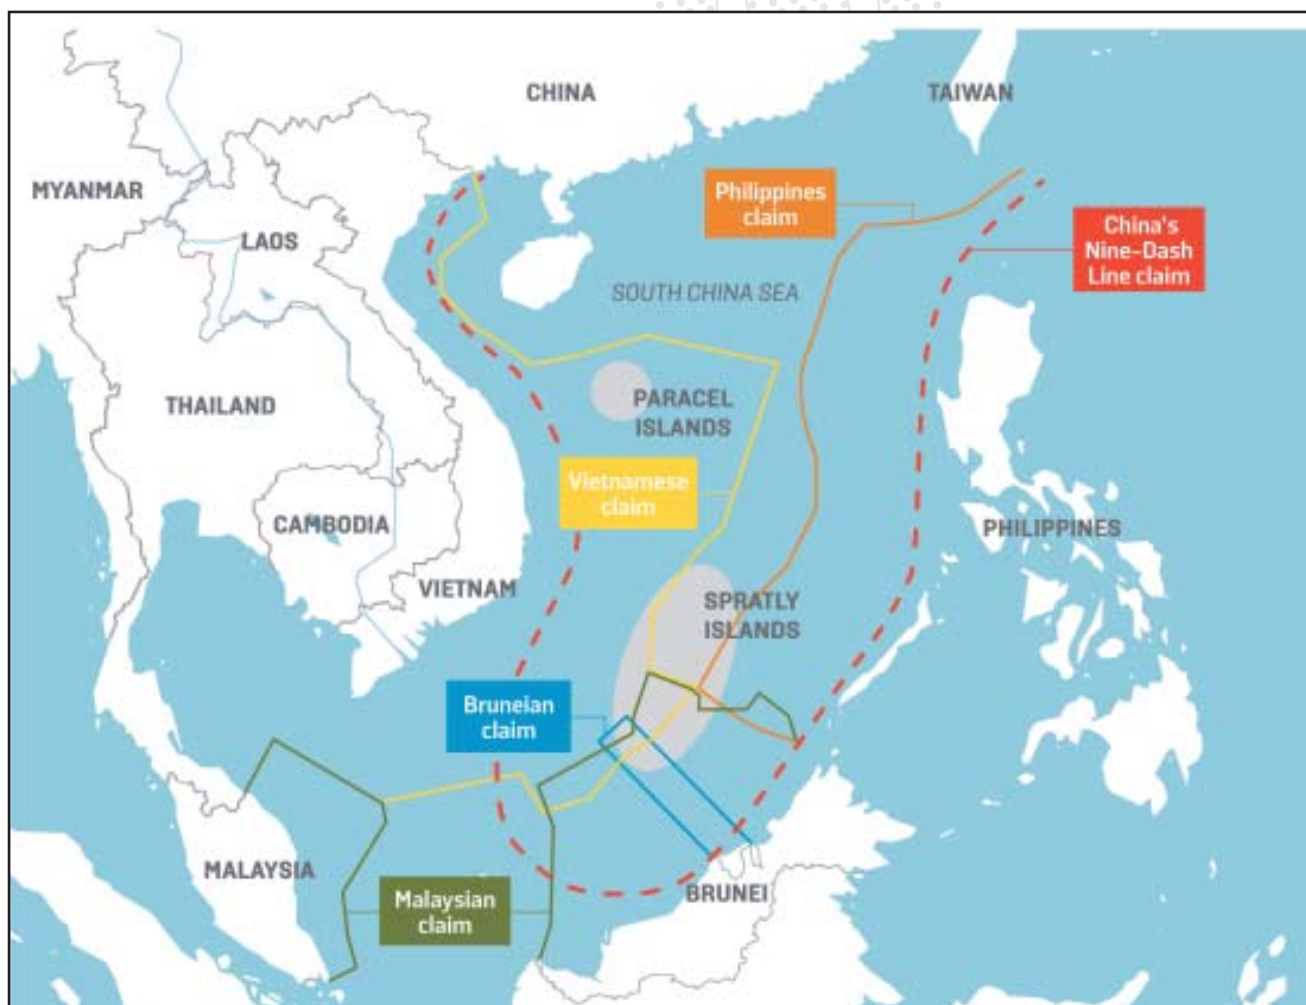 CHINA
TAIWAN
MYANMAR
Philippines
claim
LAOS
China's
Nine-Dash
Line claim
SOUTH CHINA SEA
THAILAND
PARACEL
ISLANDS
Vietnamese
claim
CAMBODIA
PHILIPPINES
VIETNAM
SPRATLY
ISLANDS
Bruneian
claim
MALAYSIA
Malaysian
claim
BRUNEI